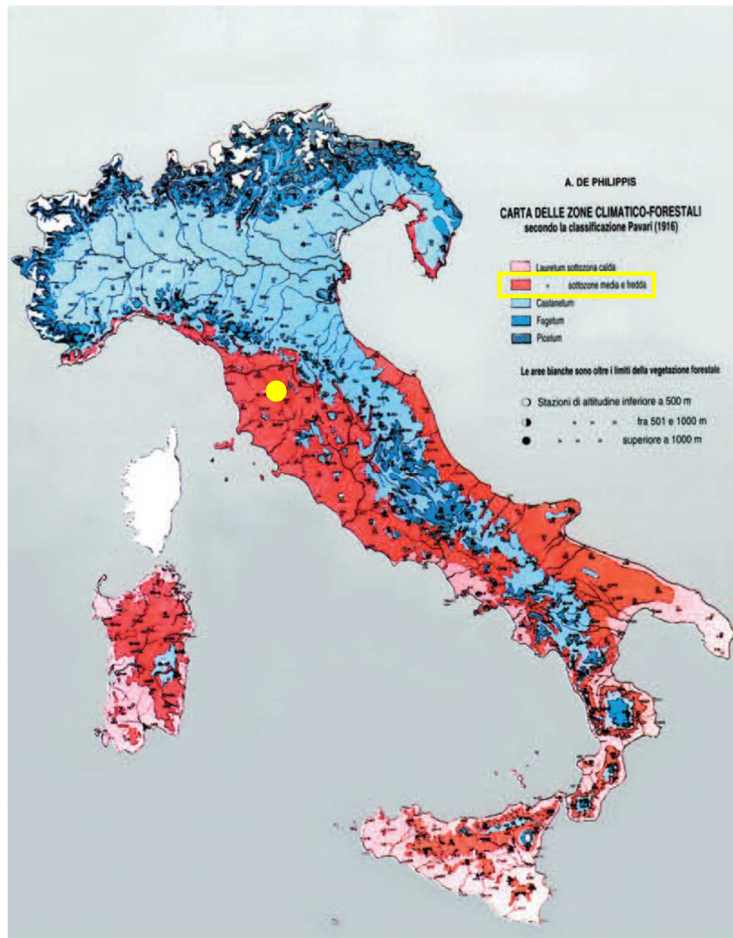 A. DE PHILIPPIS
CARTA DELLE ZONE CLIMATICO-FORESTALI
secondo la classificazione Pavari (1916)
Lauretum sottozona calda
" sottozone media e fredda
Castanetum
Fagetum
Picetum
Le aree bianche sono oltre i limiti della vegetazione forestale
Stazioni di altitudine inferiore a 500 m
" " " fra 501 e 1000 m
" " " superiore a 1000 m